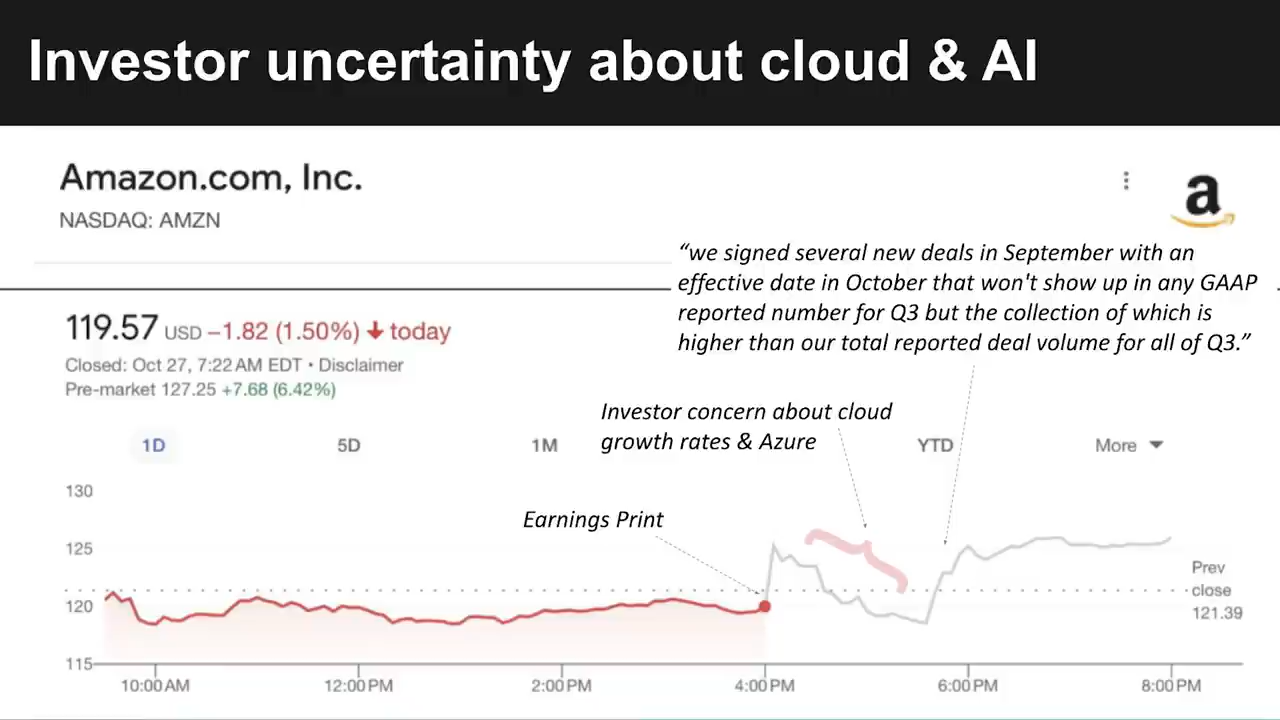 Investor uncertainty about cloud & AI
Amazon.com, Inc.
NASDAQ: AMZN
a
“we signed several new deals in September with an
effective date in October that won't show up in any GAAP
reported number for Q3 but the collection of which is
higher than our total reported deal volume for all of Q3.”
119.57 USD −1.82 (1.50%) ↓ today
Closed: Oct 27, 7:22 AM EDT • Disclaimer
Pre-market 127.25 +7.68 (6.42%)
Investor concern about cloud
growth rates & Azure
1D 5D 1M YTD More
130
Earnings Print
125
Prev
close
121.39
120
115
10:00 AM 12:00 PM 2:00 PM 4:00 PM 6:00 PM 8:00 PM